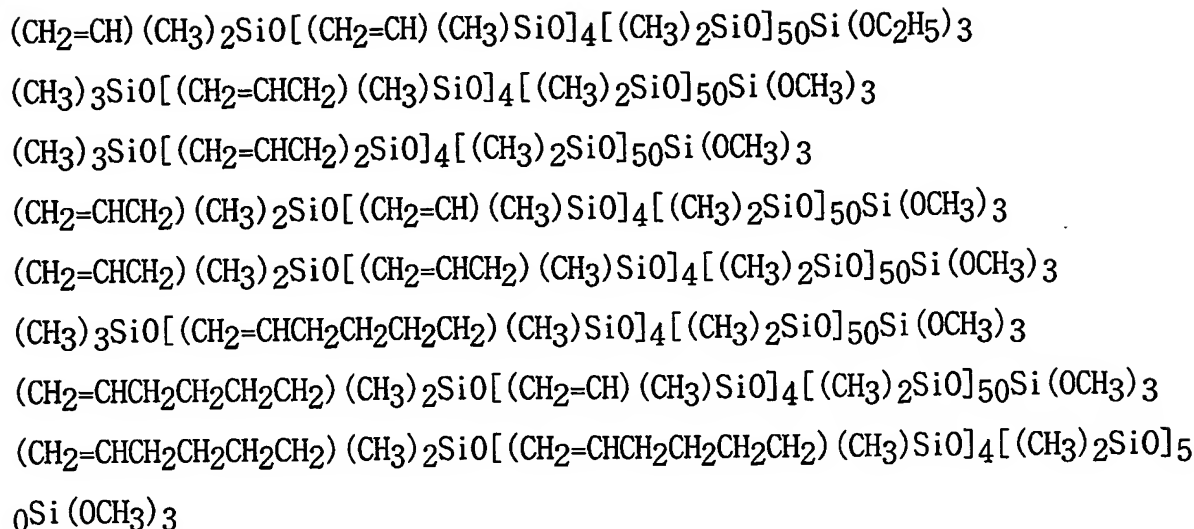 (CH2=CH)(CH3)2SiO[(CH2=CH)(CH3)SiO]4[(CH3)2SiO]50Si(OC2H5)3
(CH3)3SiO[(CH2=CHCH2)(CH3)SiO]4[(CH3)2SiO]50Si(OCH3)3
(CH3)3SiO[(CH2=CHCH2)2SiO]4[(CH3)2SiO]50Si(OCH3)3
(CH2=CHCH2)(CH3)2SiO[(CH2=CH)(CH3)SiO]4[(CH3)2SiO]50Si(OCH3)3
(CH2=CHCH2)(CH3)2SiO[(CH2=CHCH2)(CH3)SiO]4[(CH3)2SiO]50Si(OCH3)3
(CH3)3SiO[(CH2=CHCH2CH2CH2CH2)(CH3)SiO]4[(CH3)2SiO]50Si(OCH3)3
(CH2=CHCH2CH2CH2CH2)(CH3)2SiO[(CH2=CH)(CH3)SiO]4[(CH3)2SiO]50Si(OCH3)3
(CH2=CHCH2CH2CH2CH2)(CH3)2SiO[(CH2=CHCH2CH2CH2CH2)(CH3)SiO]4[(CH3)2SiO]5
0Si(OCH3)3